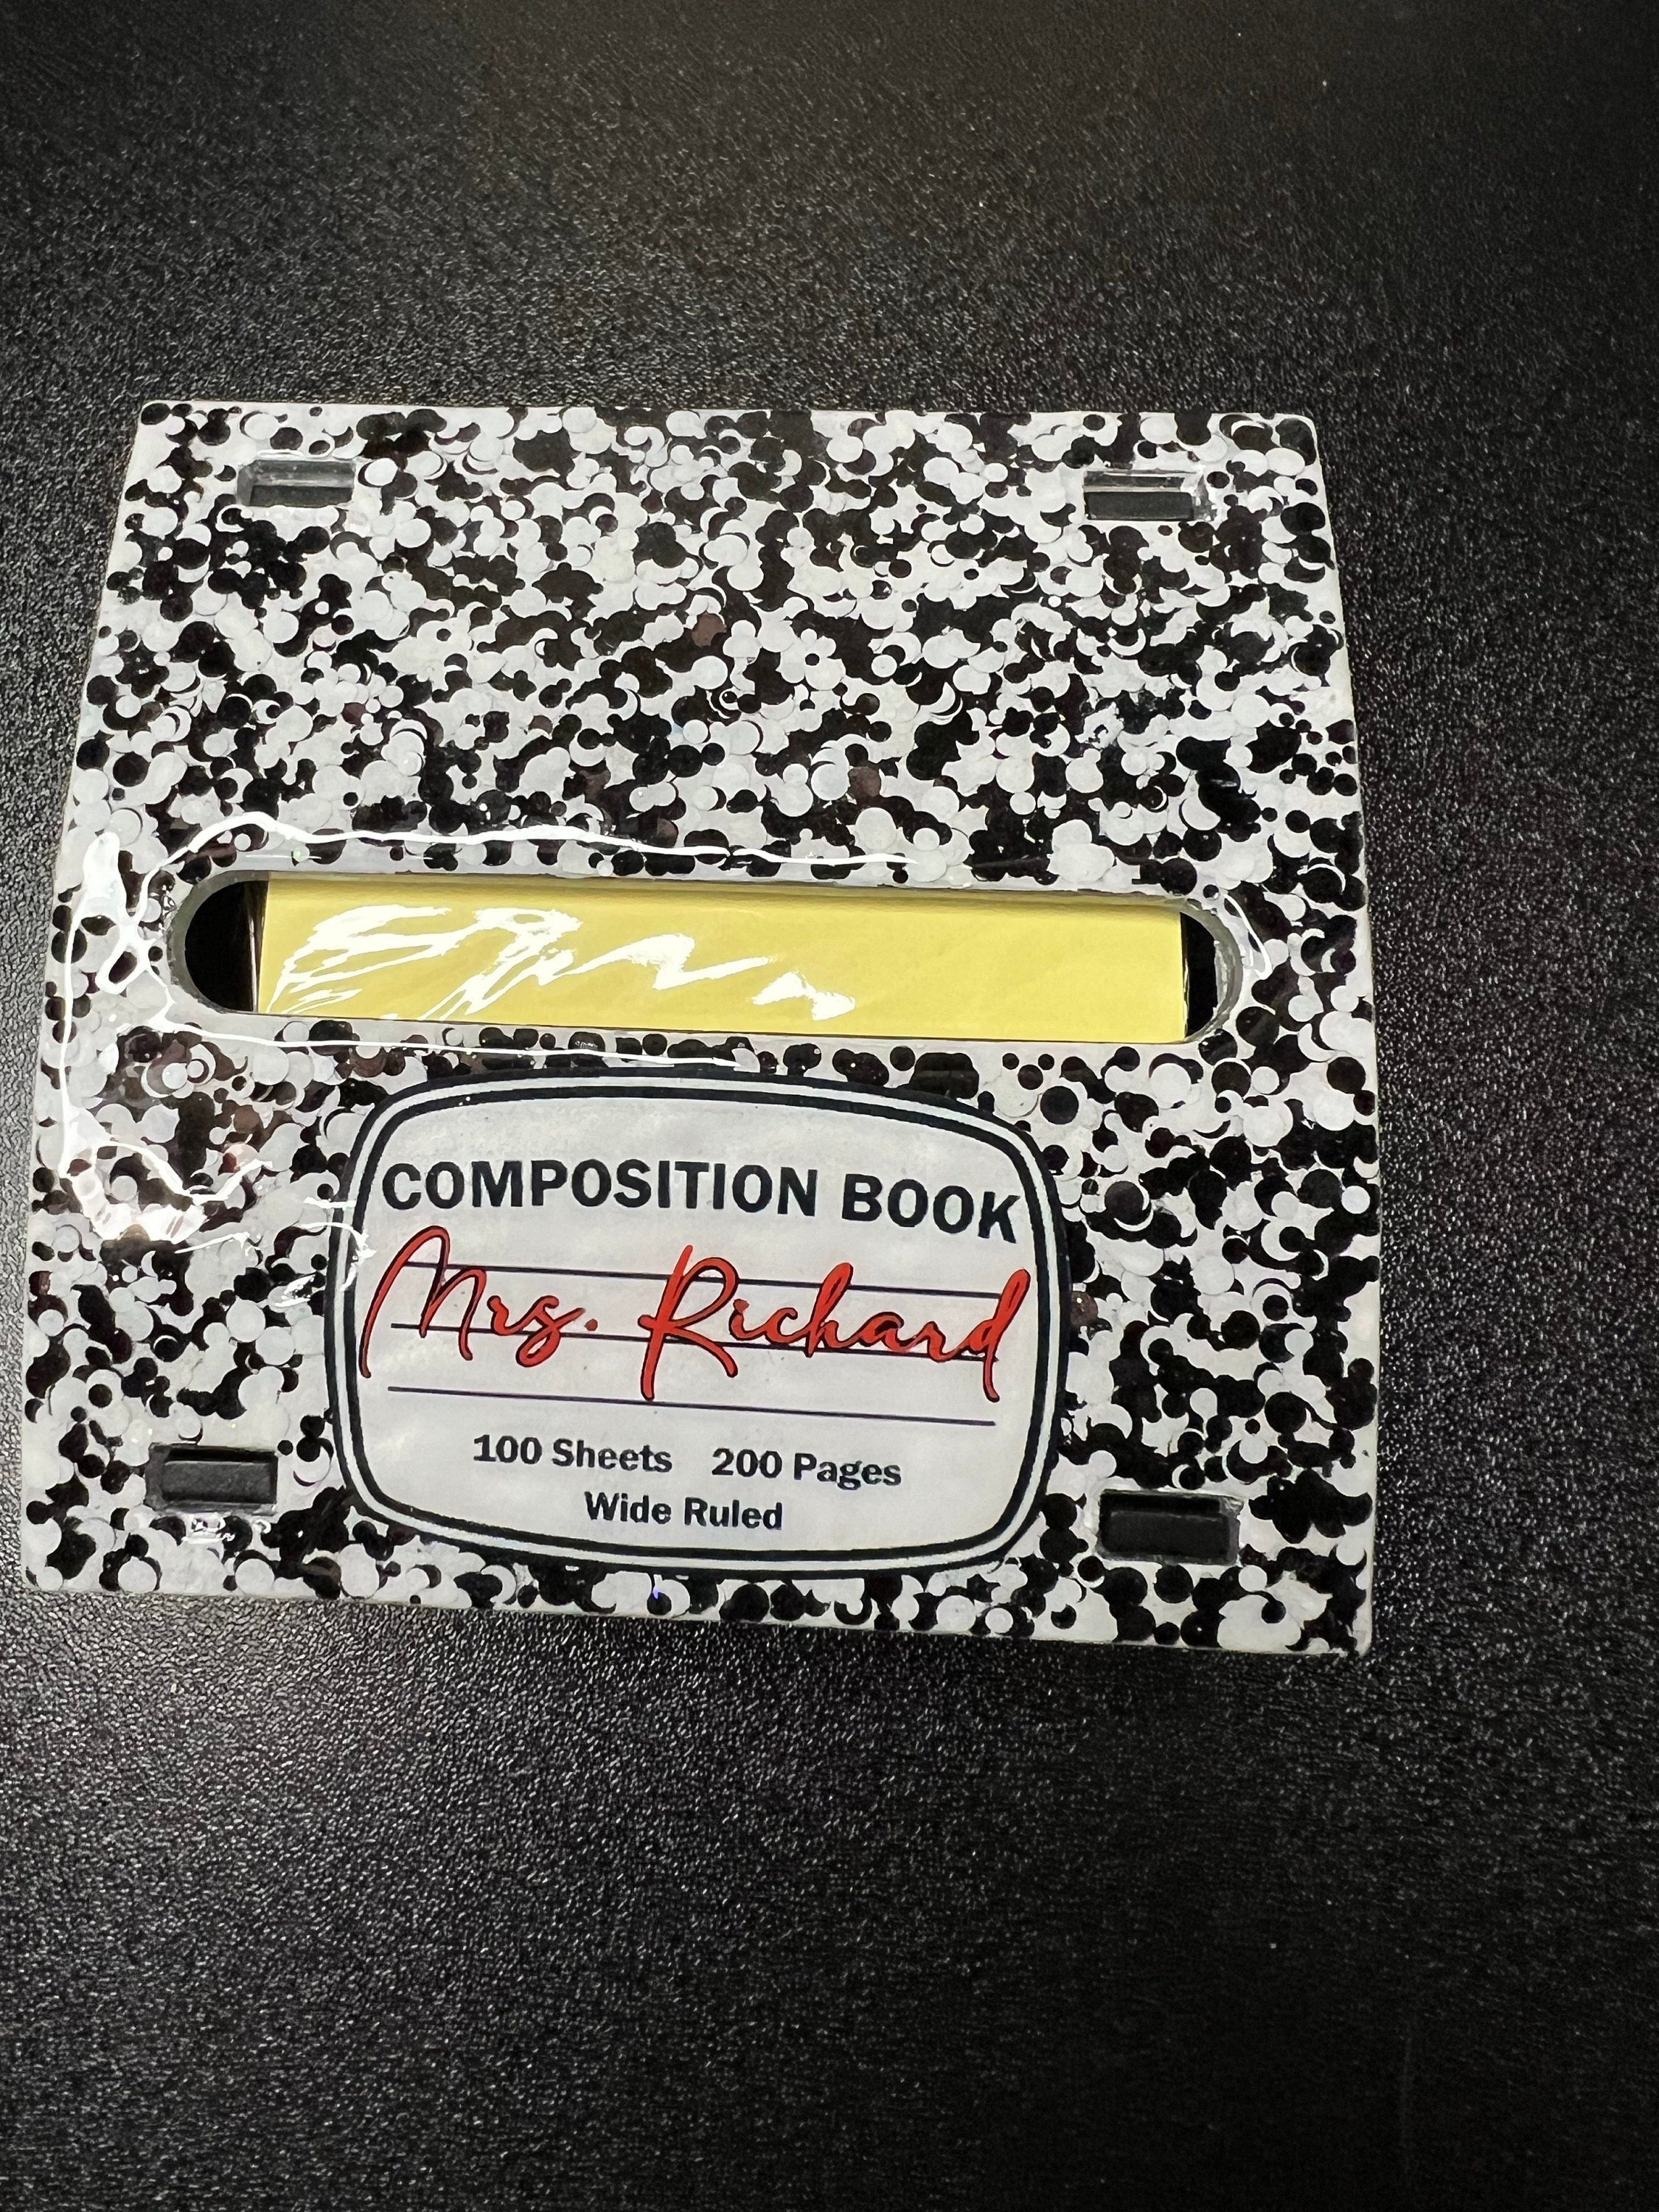 COMPOSITION BOOK
Mrs. Richard
100 Sheets 200 Pages
Wide Ruled